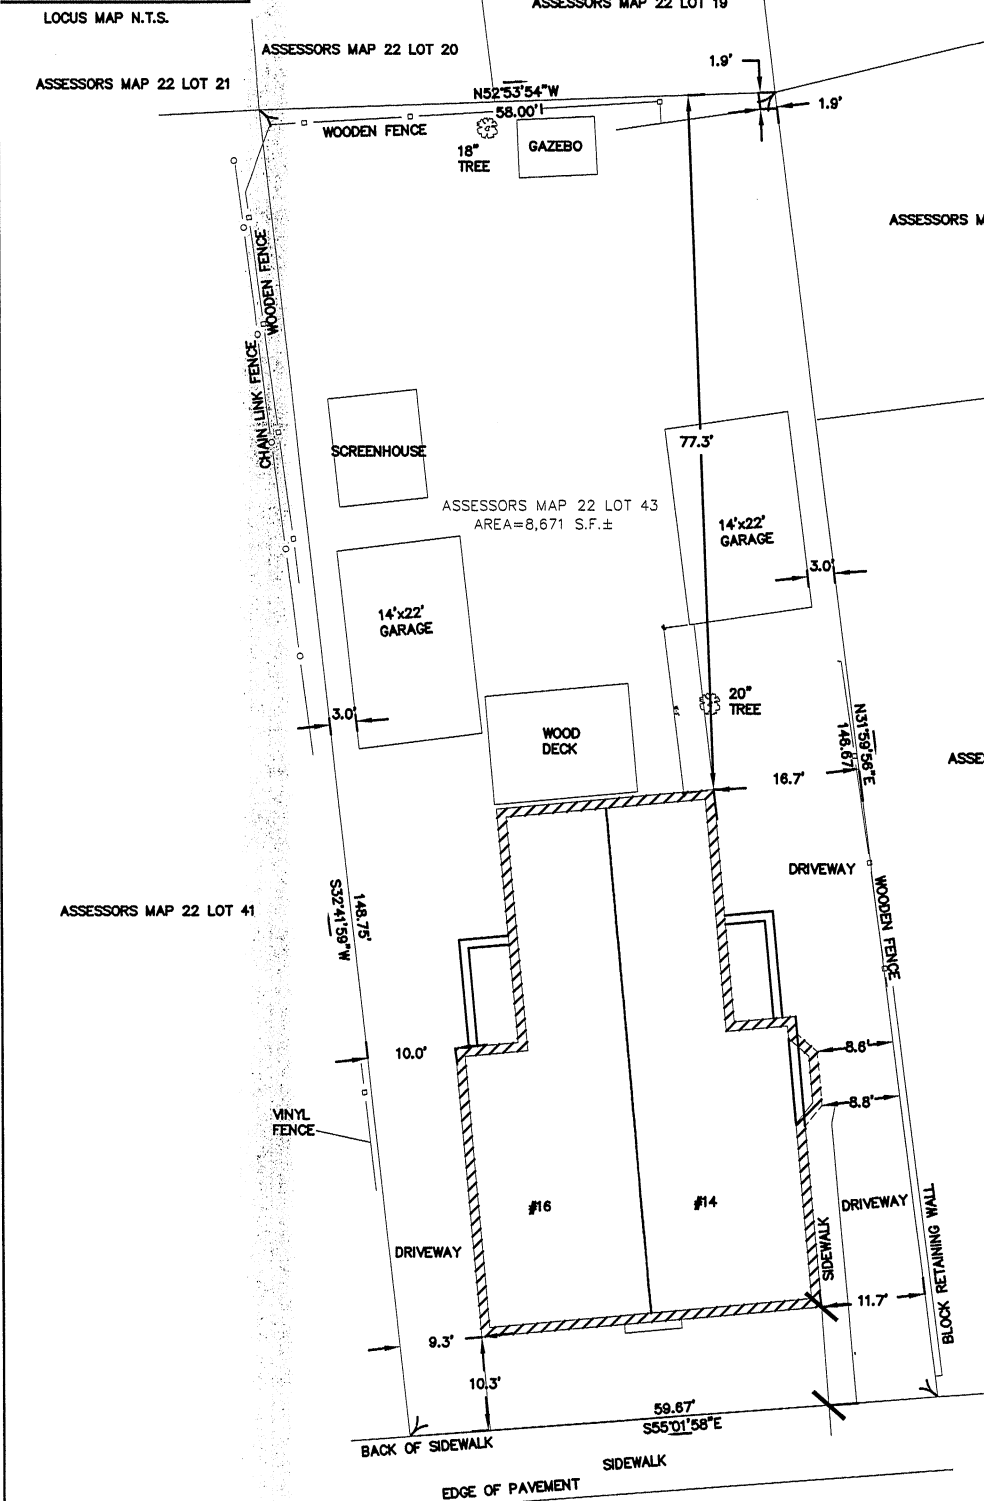 LOCUS MAP N.T.S.
ASSESSORS MAP 22 LOT 19
ASSESSORS MAP 22 LOT 20
ASSESSORS MAP 22 LOT 21
1.9'
N52°53'54"W
58.00'
1.9'
WOODEN FENCE
18"
TREE
GAZEBO
ASSESSORS M
WOODEN FENCE
CHAIN LINK FENCE
SCREENHOUSE
77.3'
ASSESSORS MAP 22 LOT 43
AREA=8,671 S.F.±
14'x22'
GARAGE
3.0'
14'x22'
GARAGE
3.0'
20"
TREE
WOOD
DECK
N31°59'56"E
146.67'
ASSE
16.7'
DRIVEWAY
WOODEN FENCE
ASSESSORS MAP 22 LOT 41
148.75'
S32°41'59"W
10.0'
8.6'
8.8'
VINYL
FENCE
#16
#14
DRIVEWAY
SIDEWALK
BLOCK RETAINING WALL
DRIVEWAY
11.7'
9.3'
10.3'
59.67'
S55°01'58"E
BACK OF SIDEWALK
SIDEWALK
EDGE OF PAVEMENT